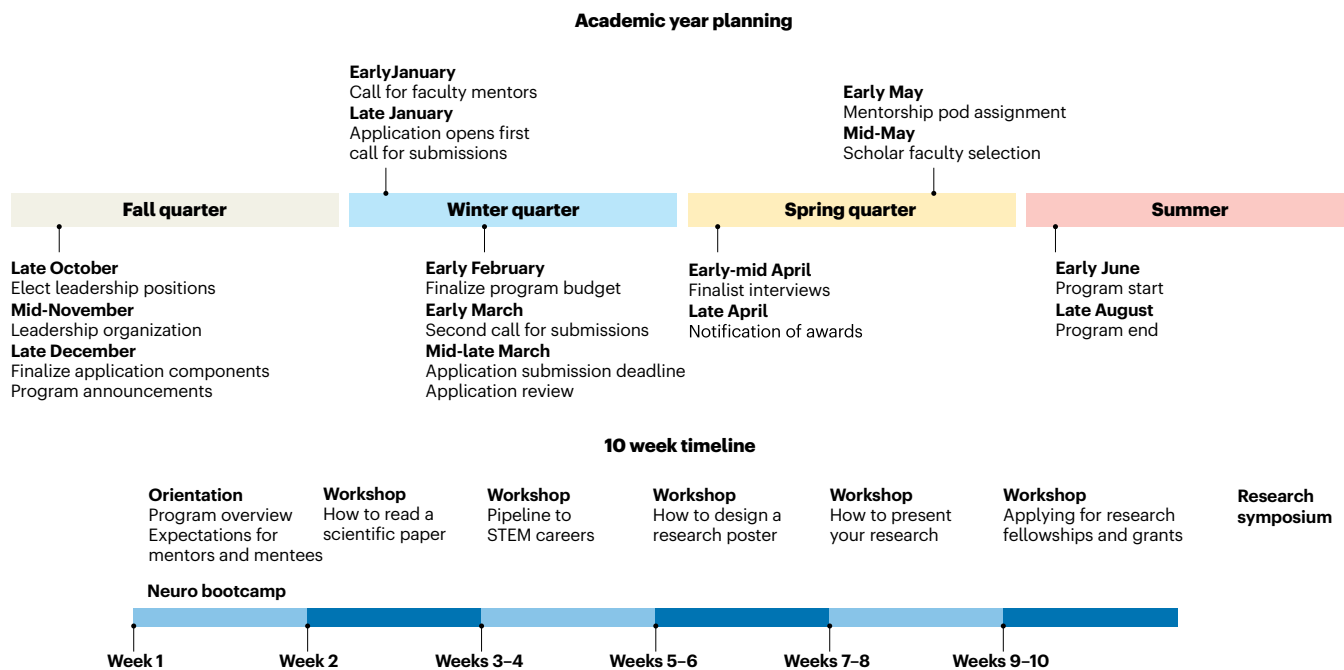 Academic year planning
EarlyJanuary
Call for faculty mentors
Late January
Application opens first
call for submissions
Early May
Mentorship pod assignment
Mid-May
Scholar faculty selection
Fall quarter
Winter quarter
Spring quarter
Summer
Late October
Elect leadership positions
Mid-November
Leadership organization
Late December
Finalize application components
Program announcements
Early February
Finalize program budget
Early March
Second call for submissions
Mid-late March
Application submission deadline
Application review
Early-mid April
Finalist interviews
Late April
Notification of awards
Early June
Program start
Late August
Program end
10 week timeline
Orientation
Program overview
Expectations for
mentors and mentees
Workshop
How to read a
scientific paper
Workshop
Pipeline to
STEM careers
Workshop
How to design a
research poster
Workshop
How to present
your research
Workshop
Applying for research
fellowships and grants
Research
symposium
Neuro bootcamp
Week 1
Week 2
Weeks 3–4
Weeks 5–6
Weeks 7–8
Weeks 9–10